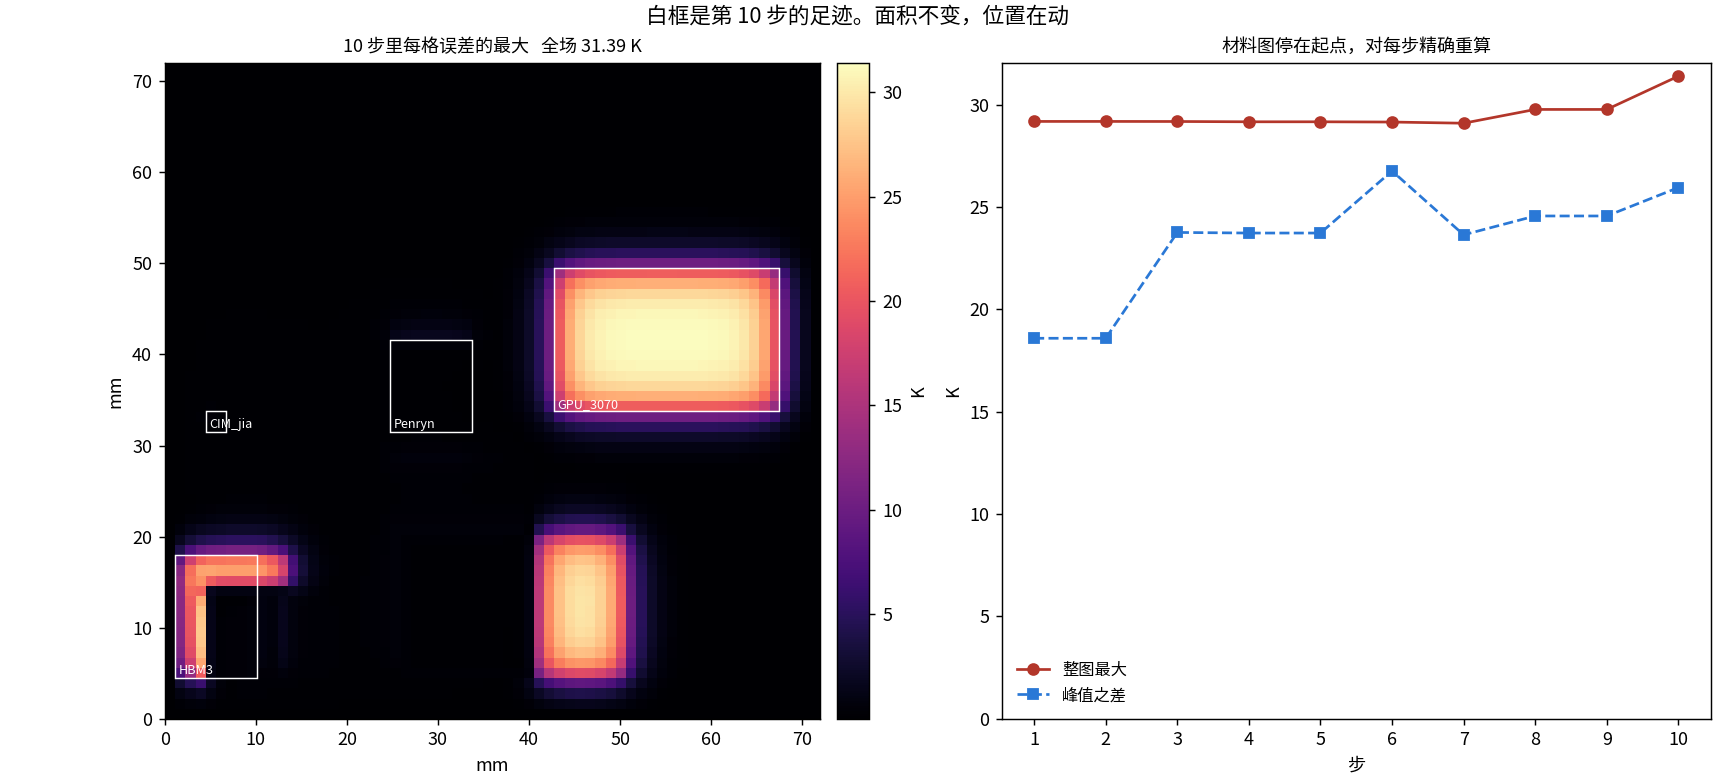 白框是第 10 步的足迹。面积不变，位置在动
10 步里每格误差的最大   全场 31.39 K
70
60
50
40
30
20
10
0
mm
0 10 20 30 40 50 60 70
mm
CIM_jia
Penryn
GPU_3070
HBM3
30
25
20
15
10
5
K
材料图停在起点，对每步精确重算
K
30
25
20
15
10
5
0
整图最大
峰值之差
1 2 3 4 5 6 7 8 9 10
步